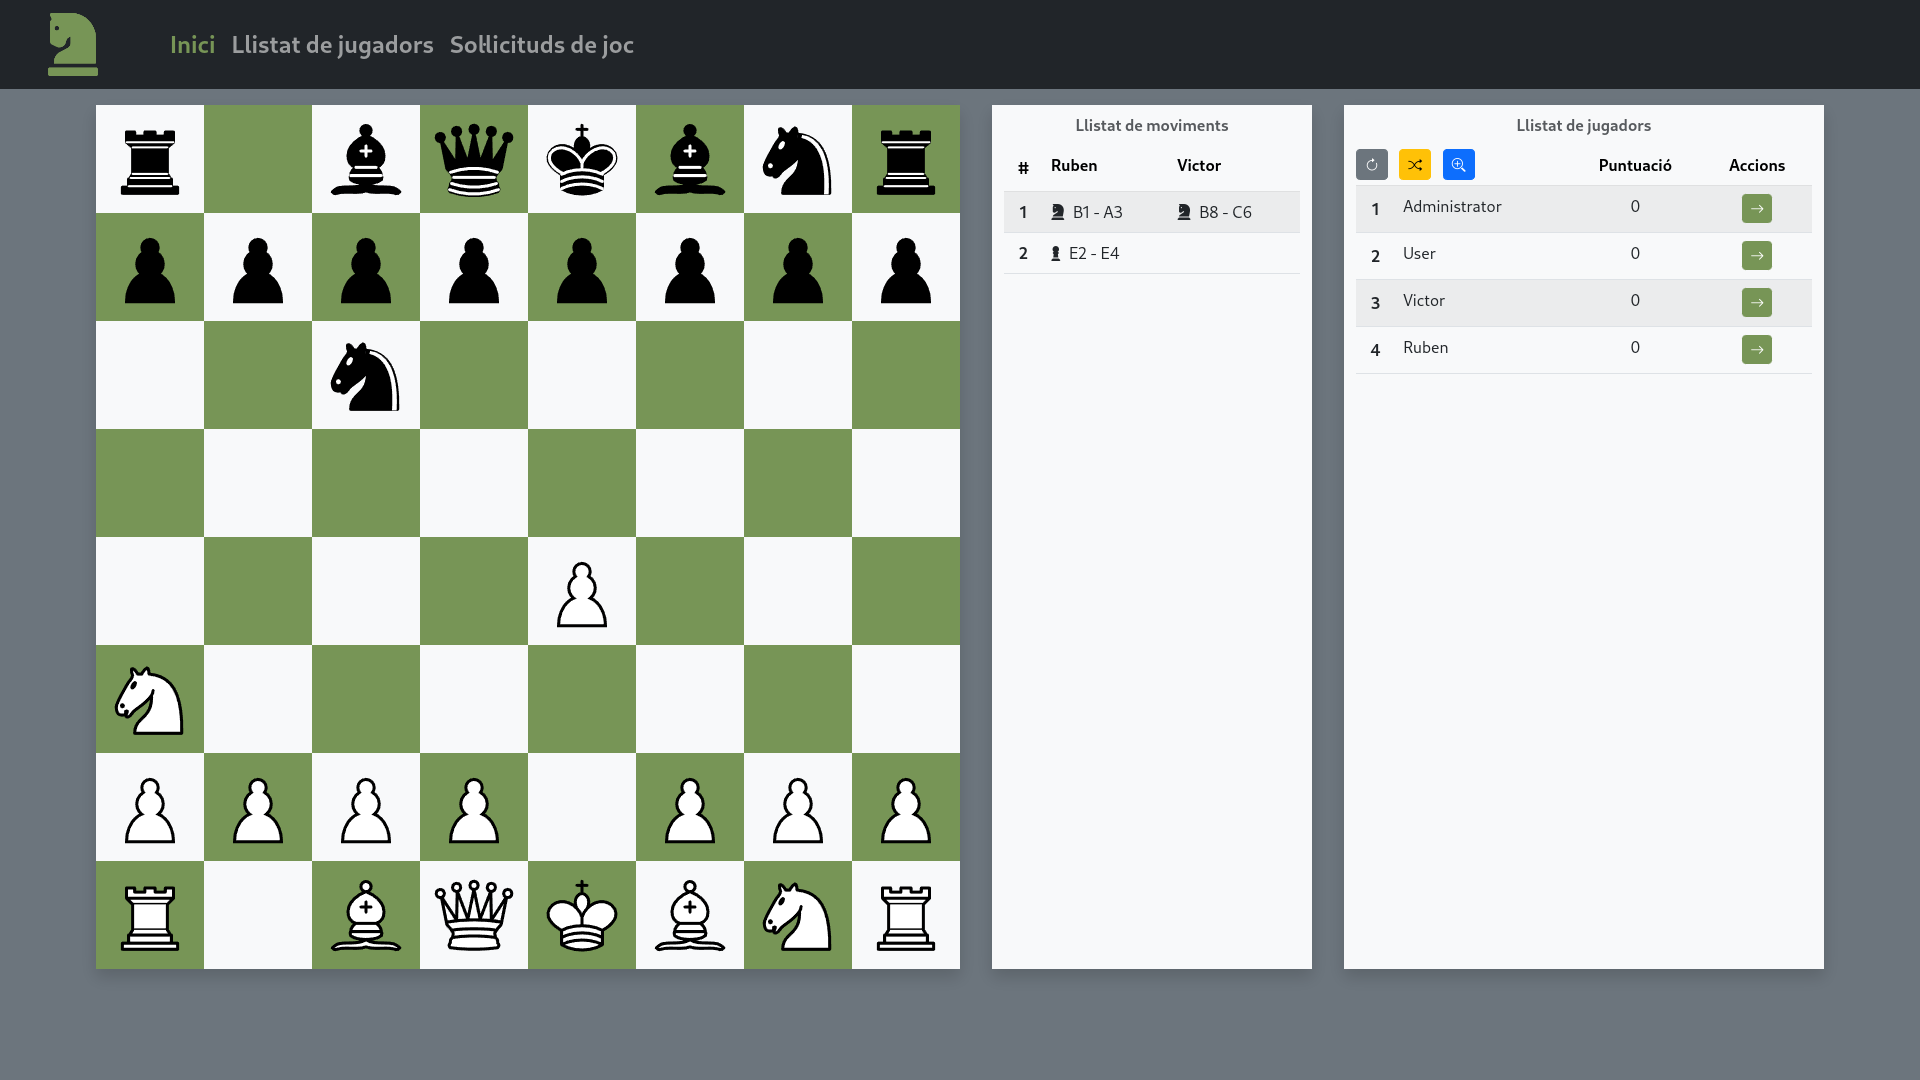 Inici Llistat de jugadors Sol·licituds de joc
Llistat de moviments
# Ruben Victor
1 B1 - A3 B8 - C6
2 E2 - E4
Llistat de jugadors
Puntuació Accions
1 Administrator 0
2 User 0
3 Victor 0
4 Ruben 0